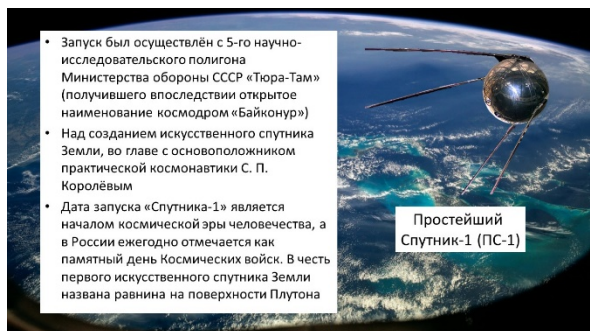 • Запуск был осуществлён с 5-го научно-
исследовательского полигона
Министерства обороны СССР «Тюра-Там»
(получившего впоследствии открытое
наименование космодром «Байконур»)
• Над созданием искусственного спутника
Земли, во главе с основоположником
практической космонавтики С. П.
Королёвым
• Дата запуска «Спутника-1» является
началом космической эры человечества, а
в России ежегодно отмечается как
памятный день Космических войск. В честь
первого искусственного спутника Земли
названа равнина на поверхности Плутона
Простейший
Спутник-1 (ПС-1)